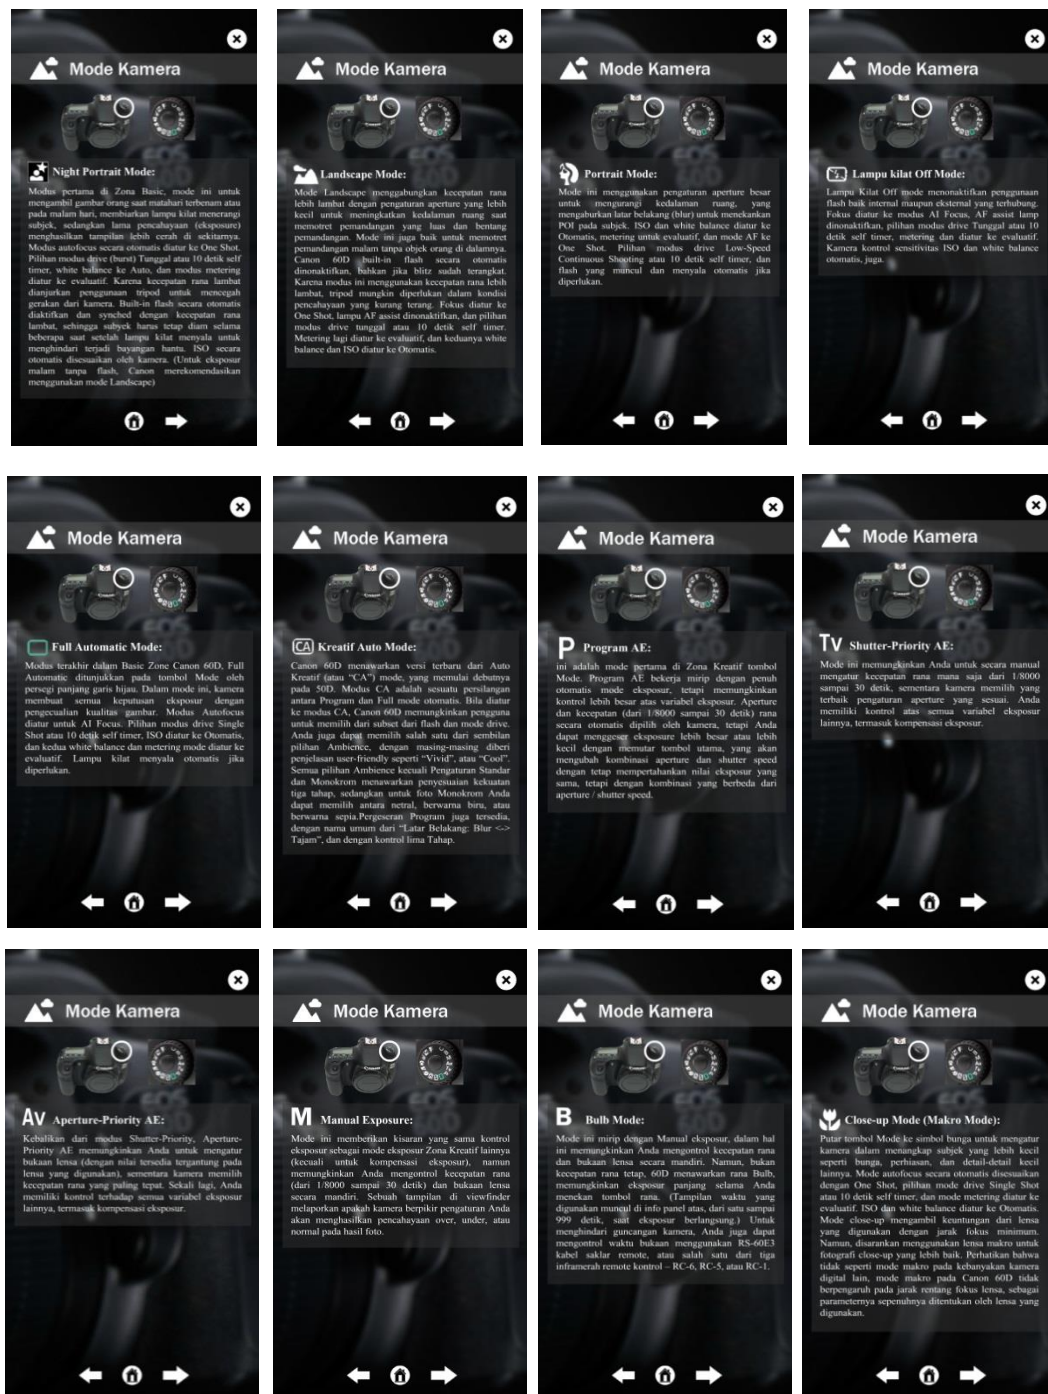 Mode Kamera
Night Portrait Mode:
Modus pertama di Zona Basic, mode ini untuk
mengambil gambar orang saat matahari terbenam atau
pada malam hari, membiarkan lampu kilat menerangi
subjek, sedangkan lama pencahayaan (eksposure)
menghasilkan tampilan lebih cerah di sekitarnya.
Modus autofocus secara otomatis diatur ke One Shot.
Pilihan modus drive (burst) Tunggal atau 10 detik self
timer, white balance ke Auto, dan modus metering
diatur ke evaluatif. Karena kecepatan rana lambat
dianjurkan penggunaan tripod untuk mencegah
gerakan dari kamera. Built-in flash secara otomatis
diaktifkan dan synched dengan kecepatan rana
lambat, sehingga subyek harus tetap diam selama
beberapa saat setelah lampu kilat menyala untuk
menghindari terjadi bayangan hantu. ISO secara
otomatis disesuaikan oleh kamera. (Untuk eksposur
malam tanpa flash, Canon merekomendasikan
menggunakan mode Landscape)
Mode Kamera
Landscape Mode:
Mode Landscape menggabungkan kecepatan rana
lebih lambat dengan pengaturan aperture yang lebih
kecil untuk meningkatkan kedalaman ruang saat
memotret pemandangan yang luas dan bentang
pemandangan. Mode ini juga baik untuk memotret
pemandangan malam tanpa objek orang di dalamnya.
Canon 60D built-in flash secara otomatis
dinonaktifkan, bahkan jika blitz sudah terangkat.
Karena modus ini menggunakan kecepatan rana lebih
lambat, tripod mungkin diperlukan dalam kondisi
pencahayaan yang kurang terang. Fokus diatur ke
One Shot, lampu AF assist dinonaktifkan, dan pilihan
modus drive tunggal atau 10 detik self timer.
Metering lagi diatur ke evaluatif, dan keduanya white
balance dan ISO diatur ke Otomatis.
Mode Kamera
Portrait Mode:
Mode ini menggunakan pengaturan aperture besar
untuk mengurangi kedalaman ruang, yang
mengaburkan latar belakang (blur) untuk menekankan
POI pada subjek. ISO dan white balance diatur ke
Otomatis, metering untuk evaluatif, dan mode AF ke
One Shot. Pilihan modus drive Low-Speed
Continuous Shooting atau 10 detik self timer, dan
flash yang muncul dan menyala otomatis jika
diperlukan.
Mode Kamera
Lampu kilat Off Mode:
Lampu Kilat Off mode menonaktifkan penggunaan
flash baik internal maupun eksternal yang terhubung.
Fokus diatur ke modus AI Focus, AF assist lamp
dinonaktifkan, pilihan modus drive Tunggal atau 10
detik self timer, metering dan diatur ke evaluatif.
Kamera kontrol sensitivitas ISO dan white balance
otomatis, juga.
Mode Kamera
Full Automatic Mode:
Modus terakhir dalam Basic Zone Canon 60D, Full
Automatic ditunjukkan pada tombol Mode oleh
persegi panjang garis hijau. Dalam mode ini, kamera
membuat semua keputusan eksposur dengan
pengecualian kualitas gambar. Modus Autofocus
diatur untuk AI Focus. Pilihan modus drive Single
Shot atau 10 detik self timer, ISO diatur ke Otomatis,
dan kedua white balance dan metering mode diatur ke
evaluatif. Lampu kilat menyala otomatis jika
diperlukan.
Mode Kamera
CA Kreatif Auto Mode:
Canon 60D menawarkan versi terbaru dari Auto
Kreatif (atau “CA”) mode, yang memulai debutnya
pada 50D. Modus CA adalah sesuatu persilangan
antara Program dan Full mode otomatis. Bila diatur
ke modus CA, Canon 60D memungkinkan pengguna
untuk memilih dari subset dari flash dan mode drive.
Anda juga dapat memilih salah satu dari sembilan
pilihan Ambience, dengan masing-masing diberi
penjelasan user-friendly seperti “Vivid”, atau “Cool”.
Semua pilihan Ambience kecuali Pengaturan Standar
dan Monokrom menawarkan penyesuaian kekuatan
tiga tahap, sedangkan untuk foto Monokrom Anda
dapat memilih antara netral, berwarna biru, atau
berwarna sepia.Pergeseran Program juga tersedia,
dengan nama umum dari “Latar Belakang: Blur <->
Tajam”, dan dengan kontrol lima Tahap.
Mode Kamera
P Program AE:
ini adalah mode pertama di Zona Kreatif tombol
Mode. Program AE bekerja mirip dengan penuh
otomatis mode eksposur, tetapi memungkinkan
kontrol lebih besar atas variabel eksposur. Aperture
dan kecepatan (dari 1/8000 sampai 30 detik) rana
secara otomatis dipilih oleh kamera, tetapi Anda
dapat menggeser eksposure lebih besar atau lebih
kecil dengan memutar tombol utama, yang akan
mengubah kombinasi aperture dan shutter speed
dengan tetap mempertahankan nilai eksposur yang
sama, tetapi dengan kombinasi yang berbeda dari
aperture / shutter speed.
Mode Kamera
Tv Shutter-Priority AE:
Mode ini memungkinkan Anda untuk secara manual
mengatur kecepatan rana mana saja dari 1/8000
sampai 30 detik, sementara kamera memilih yang
terbaik pengaturan aperture yang sesuai. Anda
memiliki kontrol atas semua variabel eksposur
lainnya, termasuk kompensasi eksposur.
Mode Kamera
Av Aperture-Priority AE:
Kebalikan dari modus Shutter-Priority, Aperture-
Priority AE memungkinkan Anda untuk mengatur
bukaan lensa (dengan nilai tersedia tergantung pada
lensa yang digunakan), sementara kamera memilih
kecepatan rana yang paling tepat. Sekali lagi, Anda
memiliki kontrol terhadap semua variabel eksposur
lainnya, termasuk kompensasi eksposur.
Mode Kamera
M Manual Exposure:
Mode ini memberikan kisaran yang sama kontrol
eksposur sebagai mode eksposur Zona Kreatif lainnya
(kecuali untuk kompensasi eksposur), namun
memungkinkan Anda mengontrol kecepatan rana
(dari 1/8000 sampai 30 detik) dan bukaan lensa
secara mandiri. Sebuah tampilan di viewfinder
melaporkan apakah kamera berpikir pengaturan Anda
akan menghasilkan pencahayaan over, under, atau
normal pada hasil foto.
Mode Kamera
B Bulb Mode:
Mode ini mirip dengan Manual eksposur, dalam hal
ini memungkinkan Anda mengontrol kecepatan rana
dan bukaan lensa secara mandiri. Namun, bukan
kecepatan rana tetap, 60D menawarkan rana Bulb,
memungkinkan eksposur panjang selama Anda
menekan tombol rana. (Tampilan waktu yang
digunakan muncul di info panel atas, dari satu sampai
999 detik, saat eksposur berlangsung.) Untuk
menghindari guncangan kamera, Anda juga dapat
mengontrol waktu bukaan menggunakan RS-60E3
kabel saklar remote, atau salah satu dari tiga
inframerah remote kontrol – RC-6, RC-5, atau RC-1.
Mode Kamera
Close-up Mode (Makro Mode):
Putar tombol Mode ke simbol bunga untuk mengatur
kamera dalam menangkap subjek yang lebih kecil
seperti bunga, perhiasan, dan detail-detail kecil
lainnya. Mode autofocus secara otomatis disesuaikan
dengan One Shot, pilihan mode drive Single Shot
atau 10 detik self timer, dan mode metering diatur ke
evaluatif. ISO dan white balance diatur ke Otomatis.
Mode close-up mengambil keuntungan dari lensa
yang digunakan dengan jarak fokus minimum.
Namun, disarankan menggunakan lensa makro untuk
fotografi close-up yang lebih baik. Perhatikan bahwa
tidak seperti mode makro pada kebanyakan kamera
digital lain, mode makro pada Canon 60D tidak
berpengaruh pada jarak rentang fokus lensa, sebagai
parameternya sepenuhnya ditentukan oleh lensa yang
digunakan.